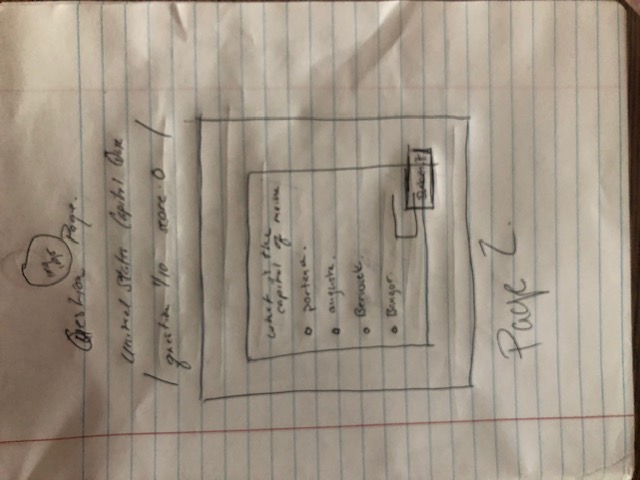 Question Page.
United States Capitol Quiz
question 1/10 score: 0
what is the
capital of maine
portland.
augusta.
Berwick.
Bangor.
Submit
Page 2